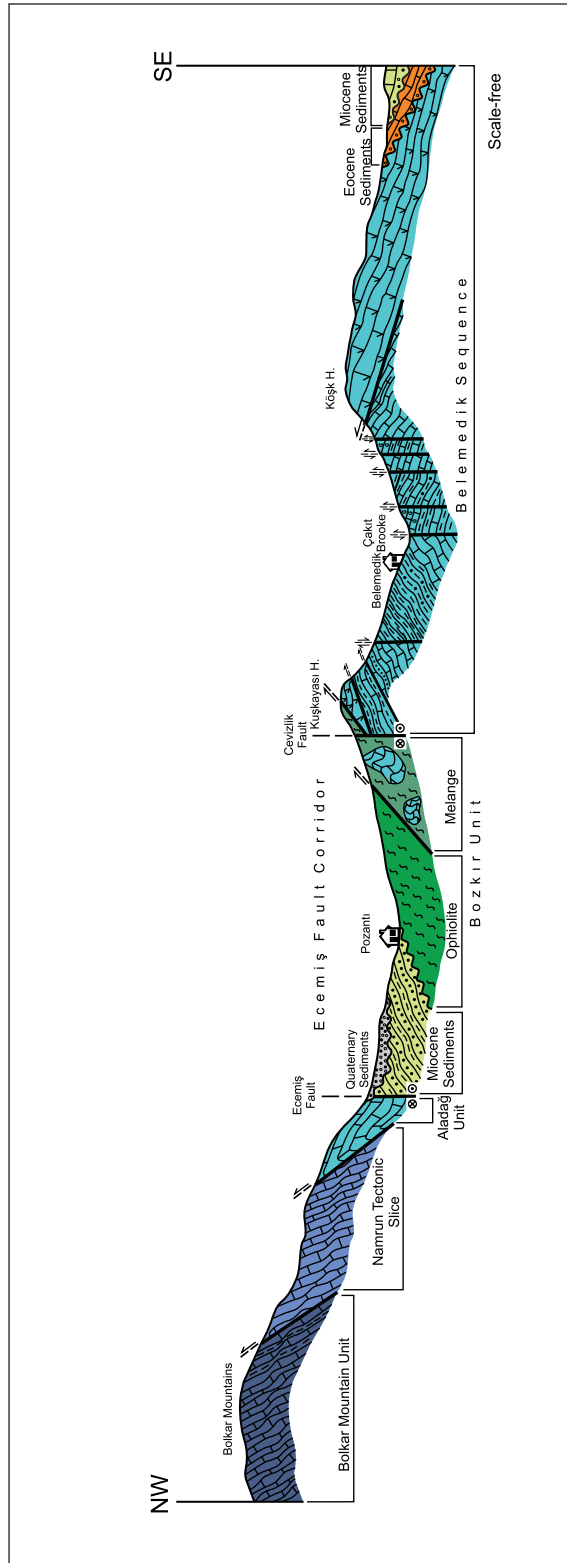 NW
SE
Bolkar Mountains
Ecemiş
Fault
Quaternary
Sediments
Pozantı
Ecemiş Fault Corridor
Cevizlik
Fault
Kuşkayası H.
Belemedik
Çakıt
Brooke
Köşk H.
Eocene
Sediments
Miocene
Sediments
Bolkar Mountain Unit
Namrun Tectonic
Slice
Aladağ
Unit
Miocene
Sediments
Ophiolite
Melange
Bozkır Unit
Belemedik Sequence
Scale-free